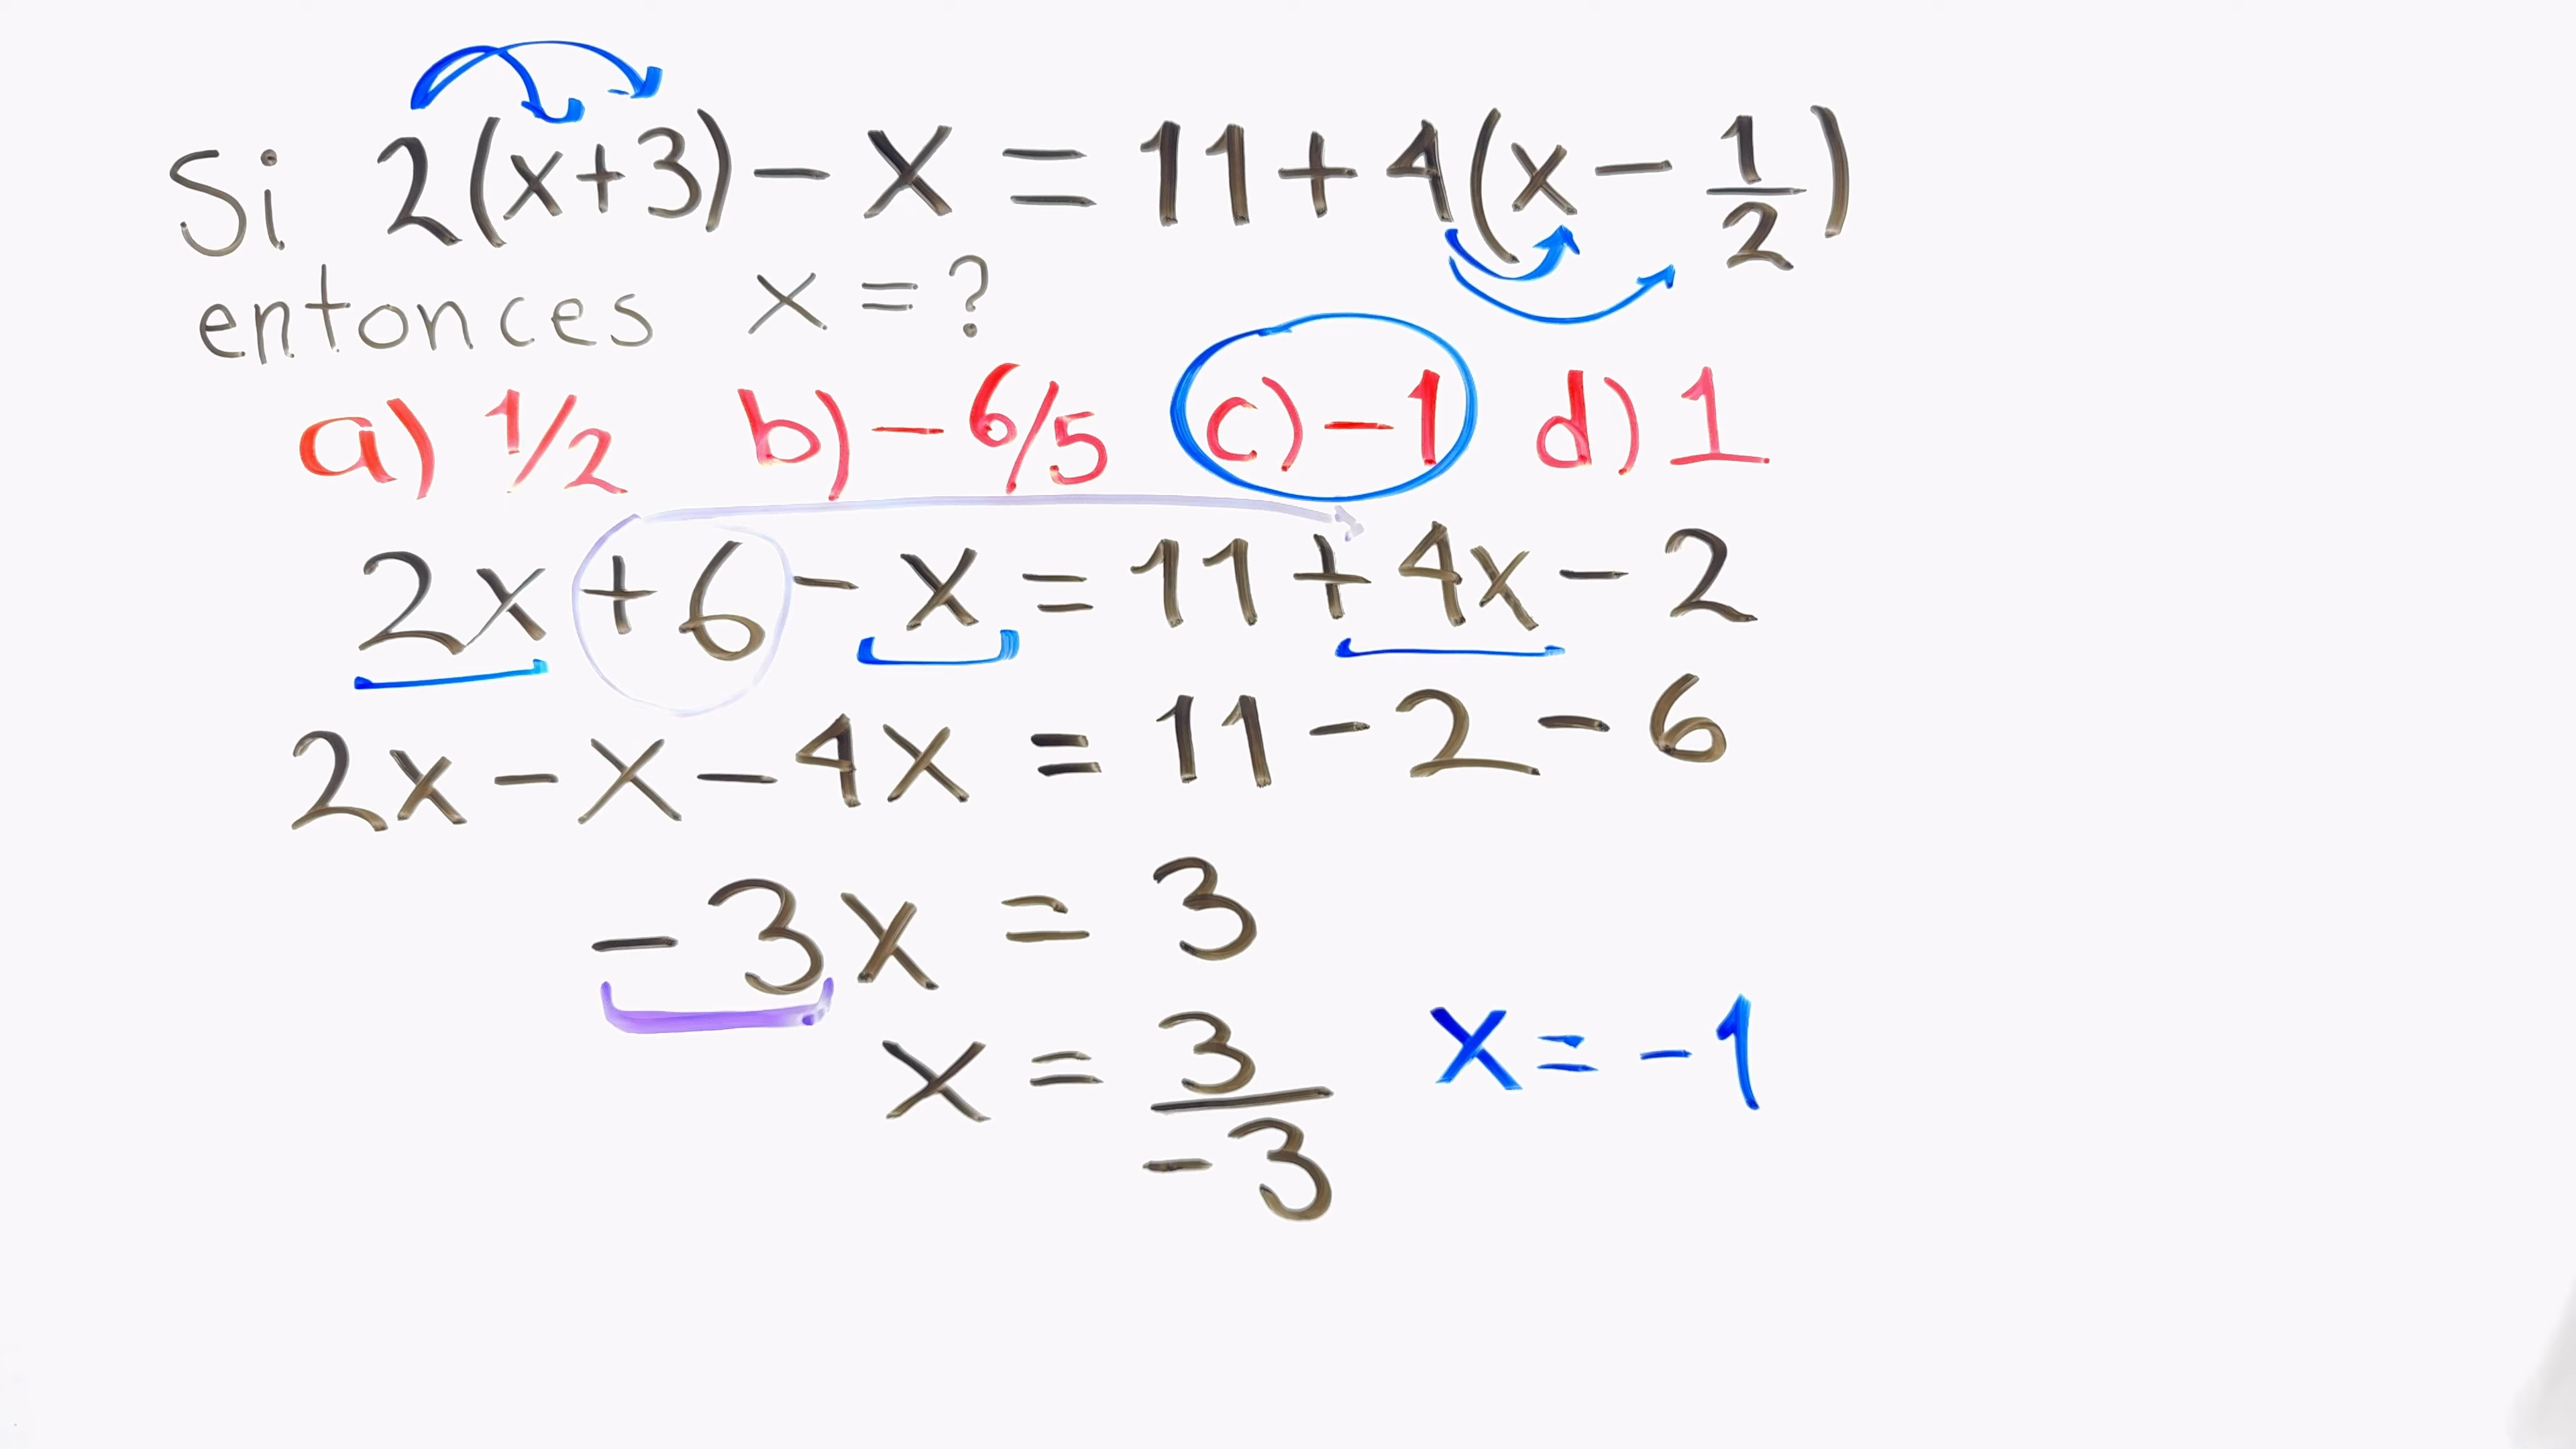 Si 2(x+3) - x = 11 + 4(x - 1/2)
entonces x = ?
a) 1/2 b) - 6/5 c) -1 d) 1
2x + 6 - x = 11 + 4x - 2
2x - x - 4x = 11 - 2 - 6
-3x = 3
x = 3/-3 x = -1